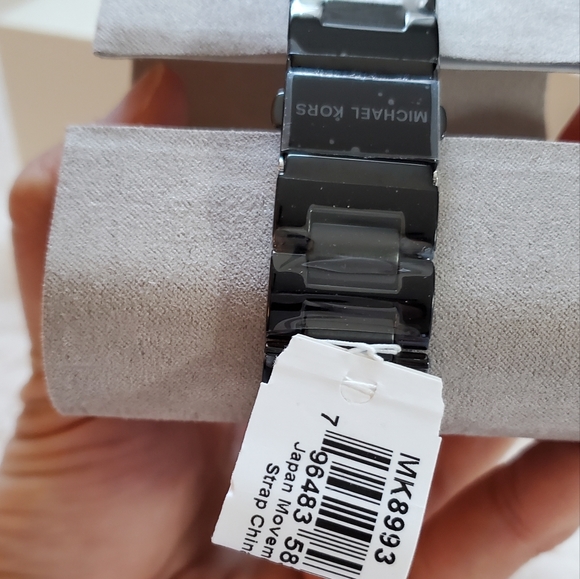 MICHAEL KORS
MK8993
7 96483 58
Japan Movem
Strap Chin